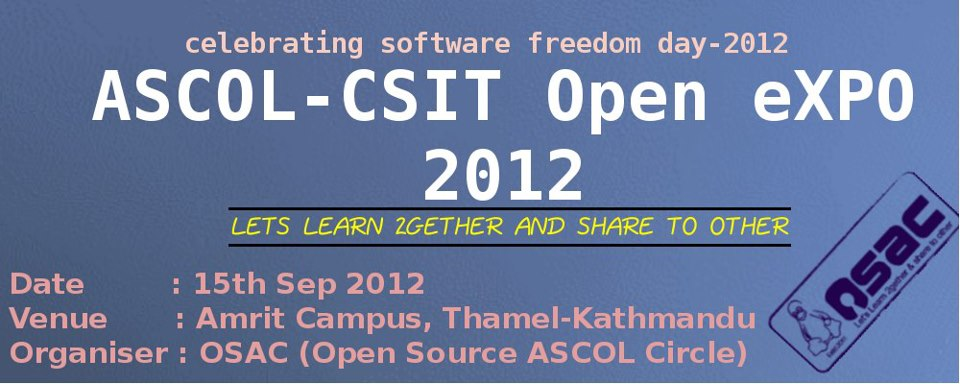 celebrating software freedom day-2012
ASCOL-CSIT Open eXPO
2012
LETS LEARN 2GETHER AND SHARE TO OTHER
Date : 15th Sep 2012
Venue : Amrit Campus, Thamel-Kathmandu
Organiser : OSAC (Open Source ASCOL Circle)
osac
Let's Learn 2gether & share to other